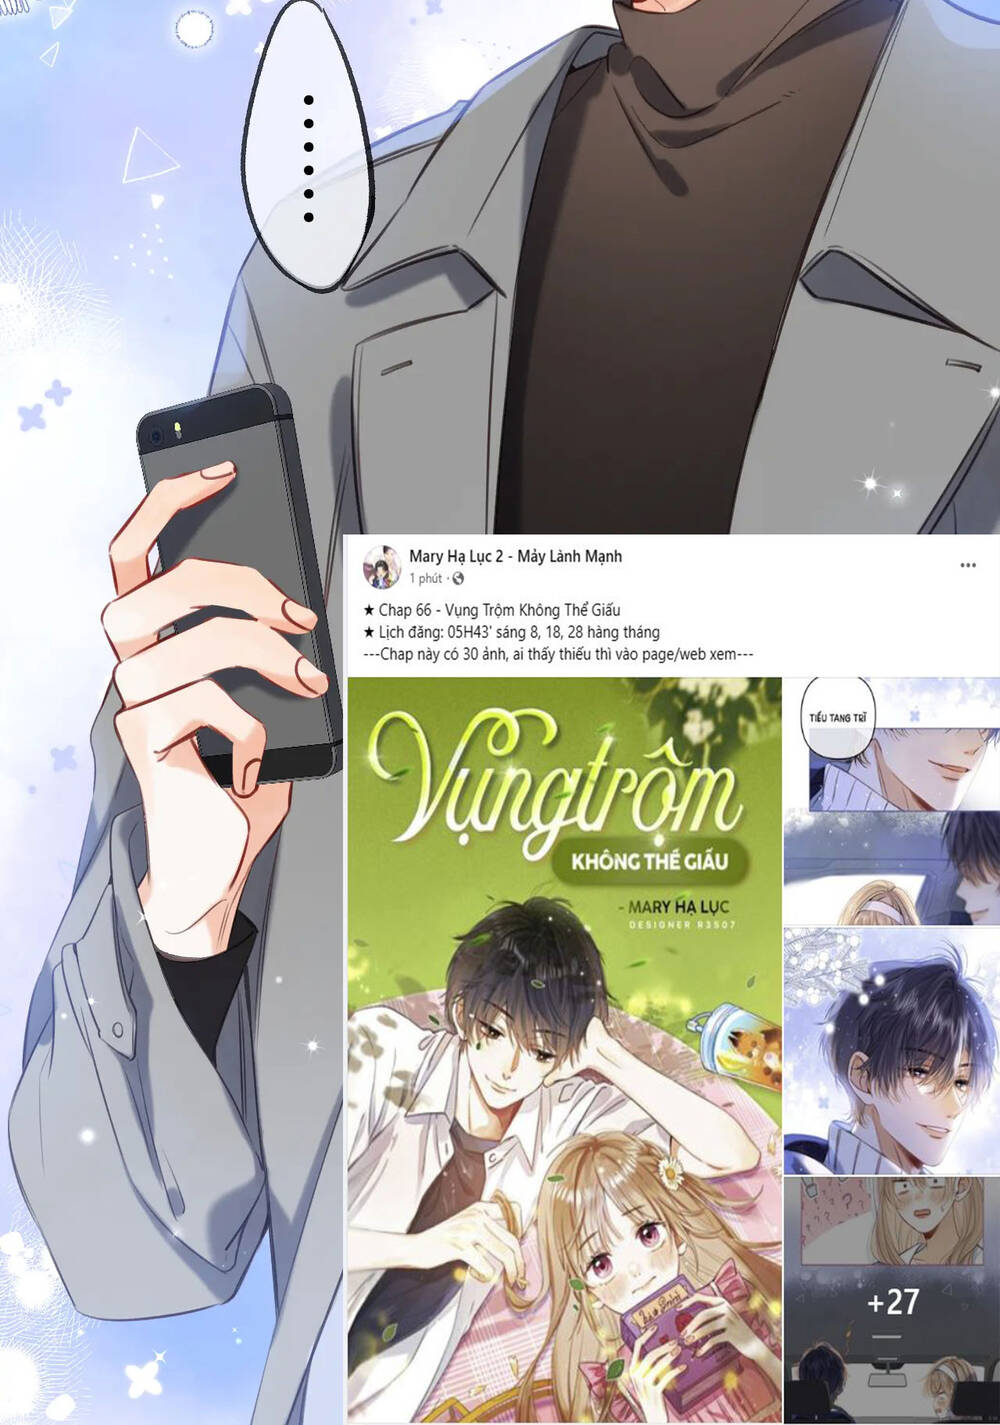 .......
Mary Hạ Lục 2 - Mảy Lành Mạnh
1 phút
★ Chap 66 - Vụng Trộm Không Thể Giấu
★ Lịch đăng: 05H43' sáng 8, 18, 28 hàng tháng
---Chap này có 30 ảnh, ai thấy thiếu thì vào page/web xem---
Vụng trộm
KHÔNG THỂ GIẤU
- MARY HẠ LỤC
DESIGNER R3507
TIỂU TANG TRĨ
+27